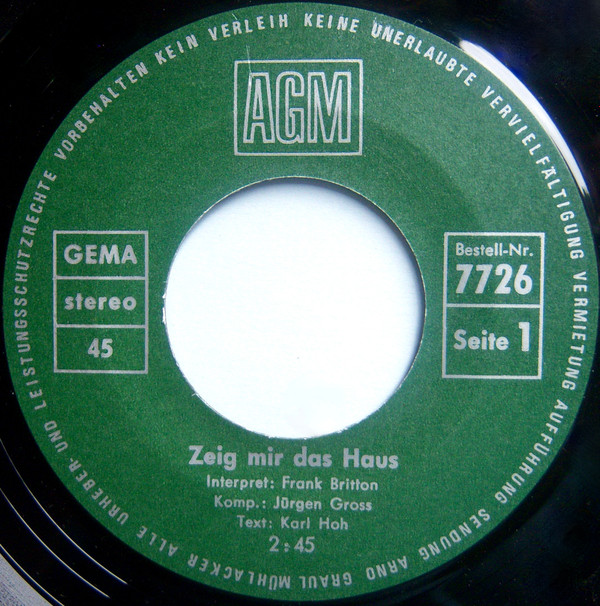 AGM
GEMA
stereo
45
Bestell-Nr.
7726
Seite 1
Zeig mir das Haus
Interpret: Frank Britton
Komp.: Jürgen Gross
Text: Karl Hoh
2:45
ARNO GRAUL MÜHLACKER ALLE URHEBER- UND LEISTUNGSSCHUTZRECHTE VORBEHALTEN KEIN VERLEIH KEINE UNERLAUBTE VERVIELFÄLTIGUNG VERMIETUNG AUFFÜHRUNG SENDUNG